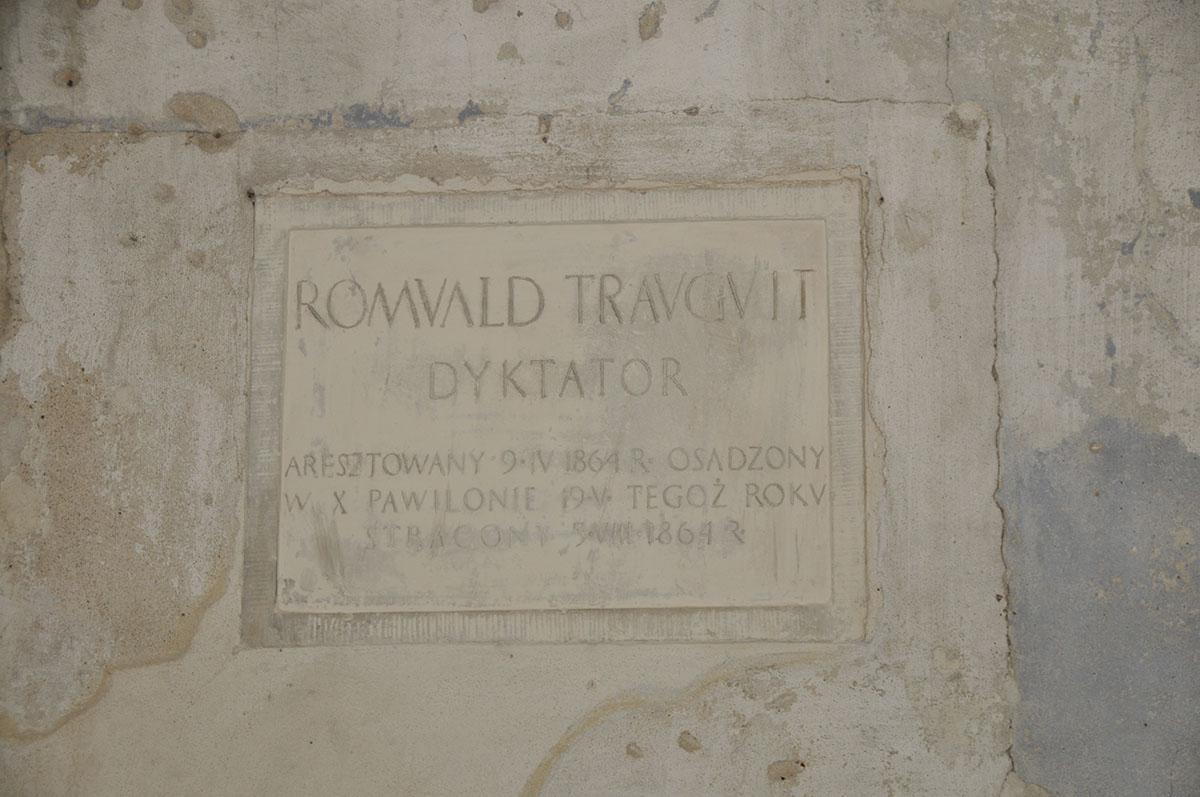 ROMVALD TRAVGVTT
DYKTATOR
ARESZTOWANY · 9 · IV 1864 R · OSADZONY
W X PAWILONIE 19 · V · TEGOŻ ROKV
STRACONY 5 · VIII · 1864 R